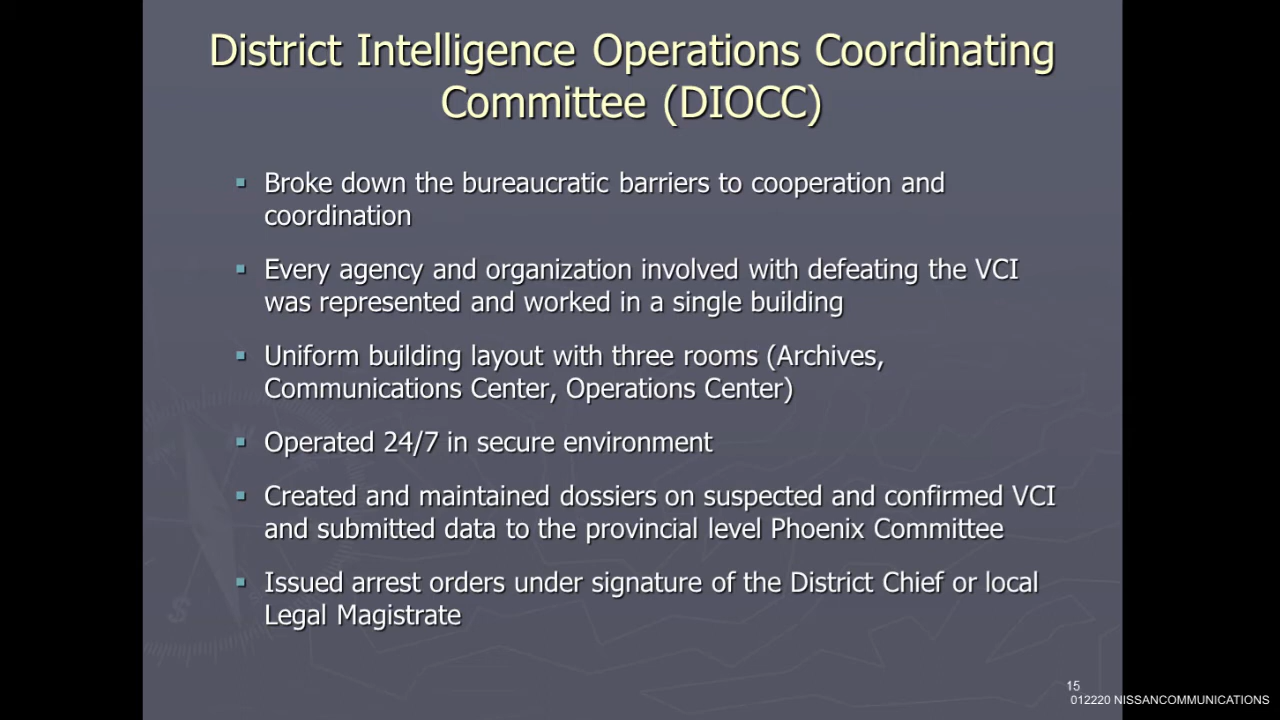 District Intelligence Operations Coordinating
Committee (DIOCC)
Broke down the bureaucratic barriers to cooperation and
coordination
Every agency and organization involved with defeating the VCI
was represented and worked in a single building
Uniform building layout with three rooms (Archives,
Communications Center, Operations Center)
Operated 24/7 in secure environment
Created and maintained dossiers on suspected and confirmed VCI
and submitted data to the provincial level Phoenix Committee
Issued arrest orders under signature of the District Chief or local
Legal Magistrate
S
15
012220 NISSANCOMMUNICATIONS